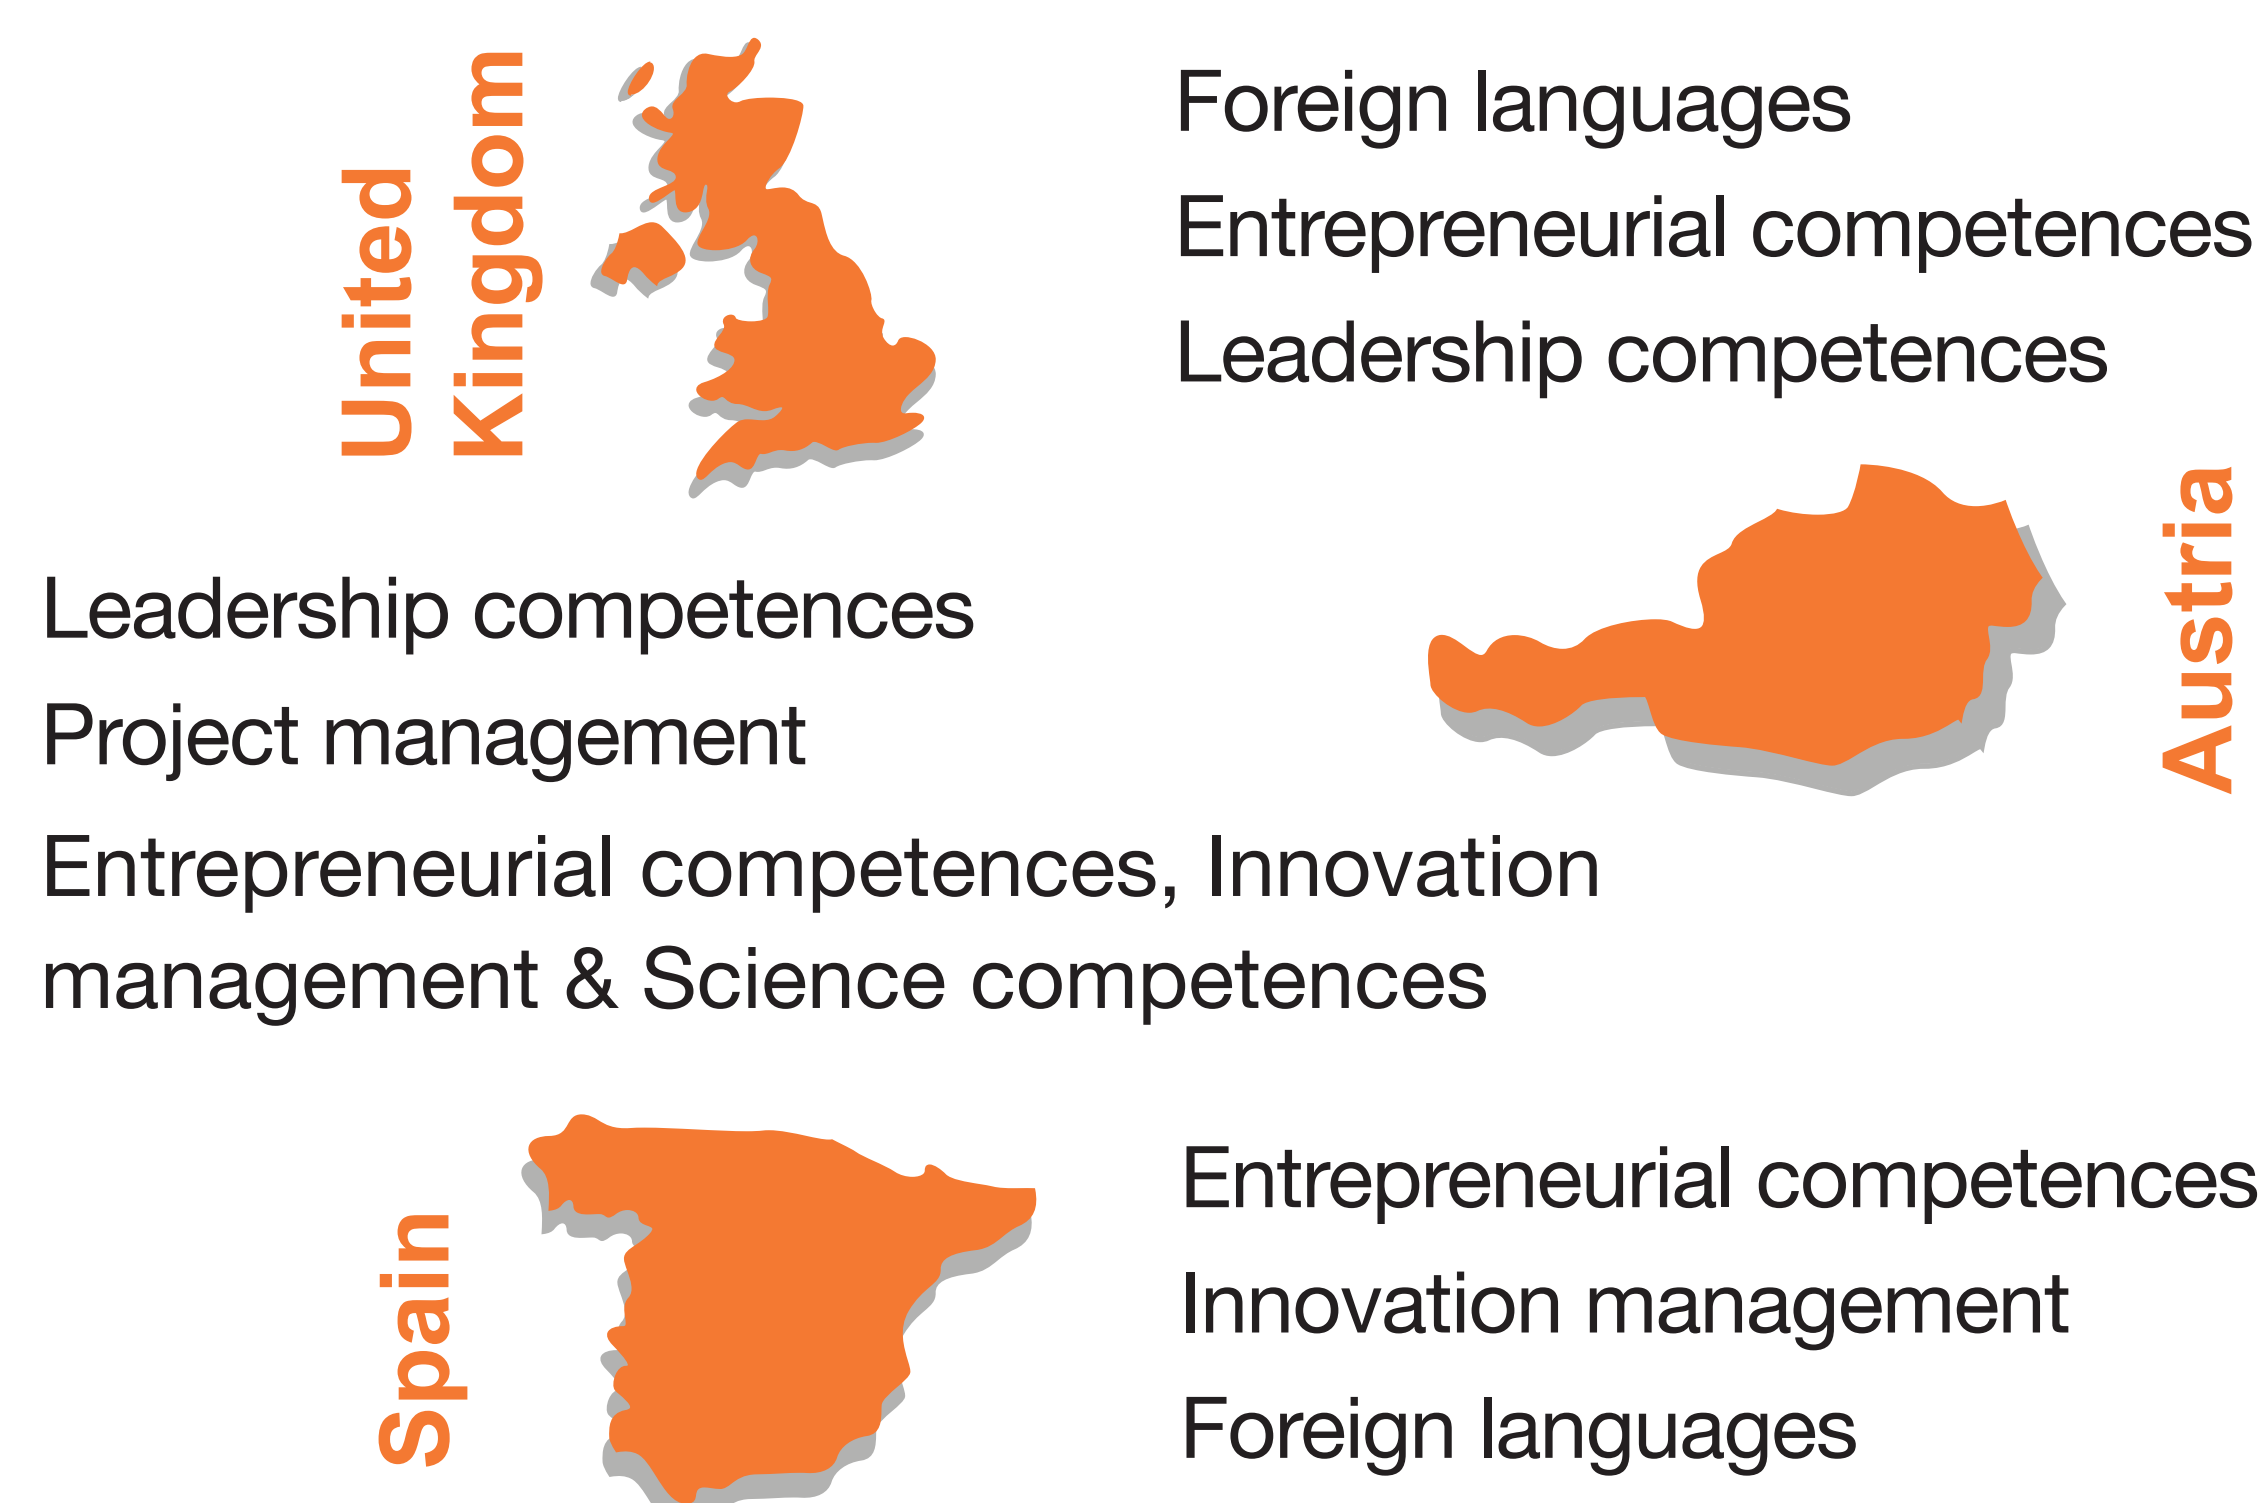 United
Kingdom
Foreign languages
Entrepreneurial competences
Leadership competences
Leadership competences
Project management
Entrepreneurial competences, Innovation
management & Science competences
Austria
Spain
Entrepreneurial competences
Innovation management
Foreign languages